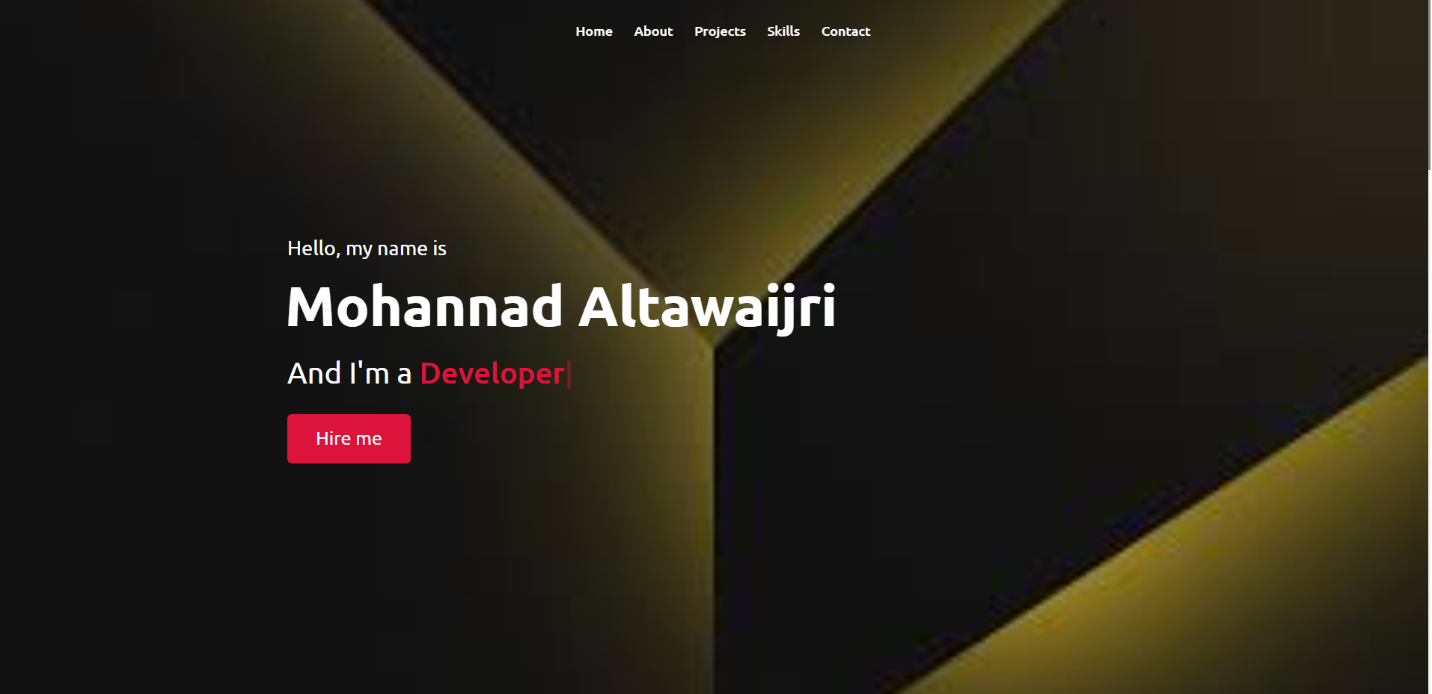 Home About Projects Skills Contact
Hello, my name is
Mohannad Altawaijri
And I'm a Developer|
Hire me